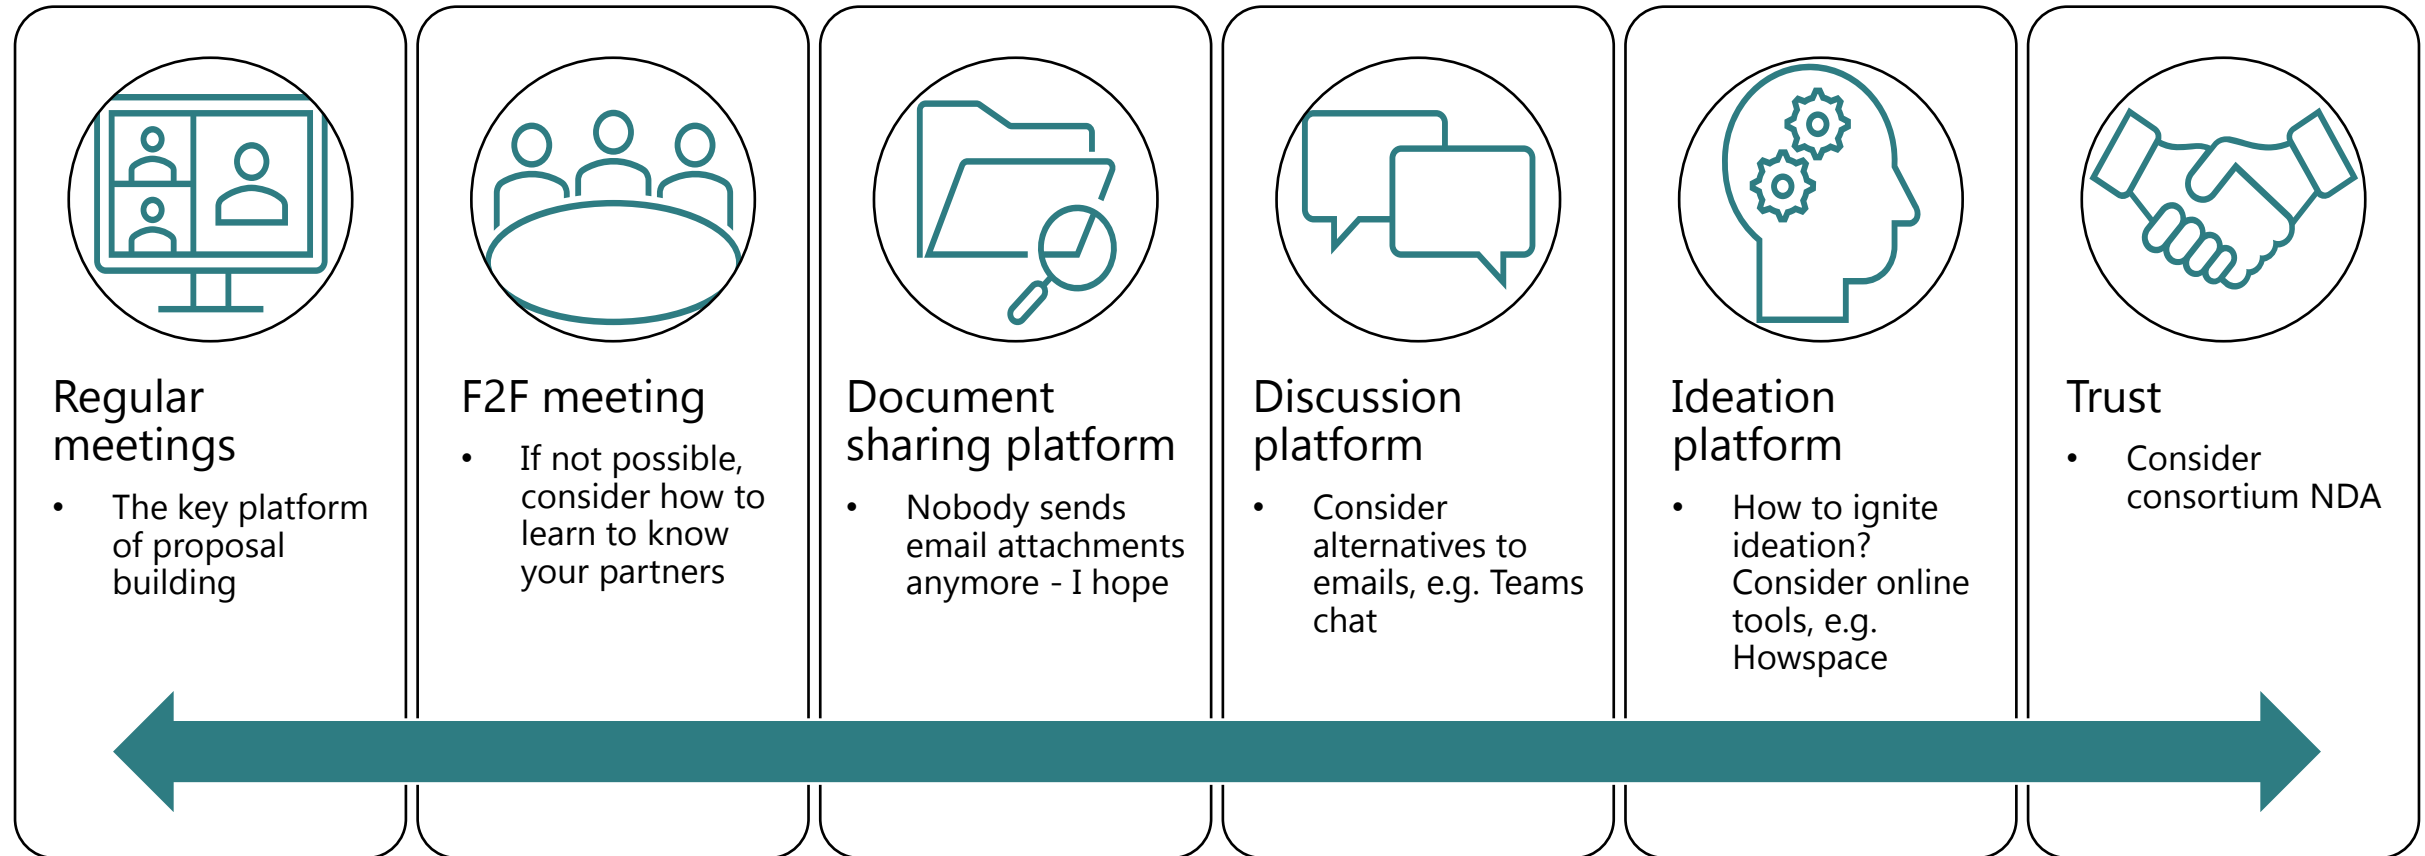 Regular
meetings
• The key platform
of proposal
building
F2F meeting
• If not possible,
consider how to
learn to know
your partners
Document
sharing platform
• Nobody sends
email attachments
anymore - I hope
Discussion
platform
• Consider
alternatives to
emails, e.g. Teams
chat
Ideation
platform
• How to ignite
ideation?
Consider online
tools, e.g.
Howspace
Trust
• Consider
consortium NDA